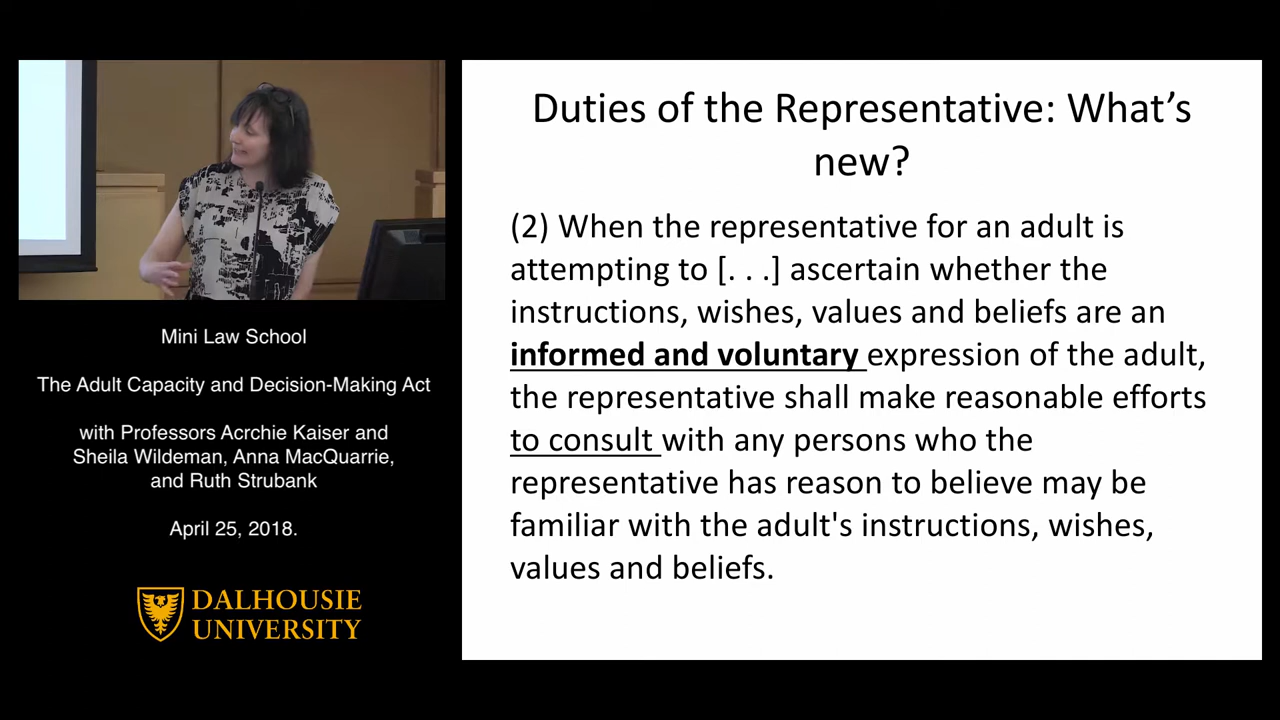 Mini Law School
The Adult Capacity and Decision-Making Act
with Professors Acrchie Kaiser and
Sheila Wildeman, Anna MacQuarrie,
and Ruth Strubank
April 25, 2018.
DALHOUSIE
UNIVERSITY
Duties of the Representative: What’s
new?
(2) When the representative for an adult is
attempting to [. . .] ascertain whether the
instructions, wishes, values and beliefs are an
informed and voluntary expression of the adult,
the representative shall make reasonable efforts
to consult with any persons who the
representative has reason to believe may be
familiar with the adult's instructions, wishes,
values and beliefs.